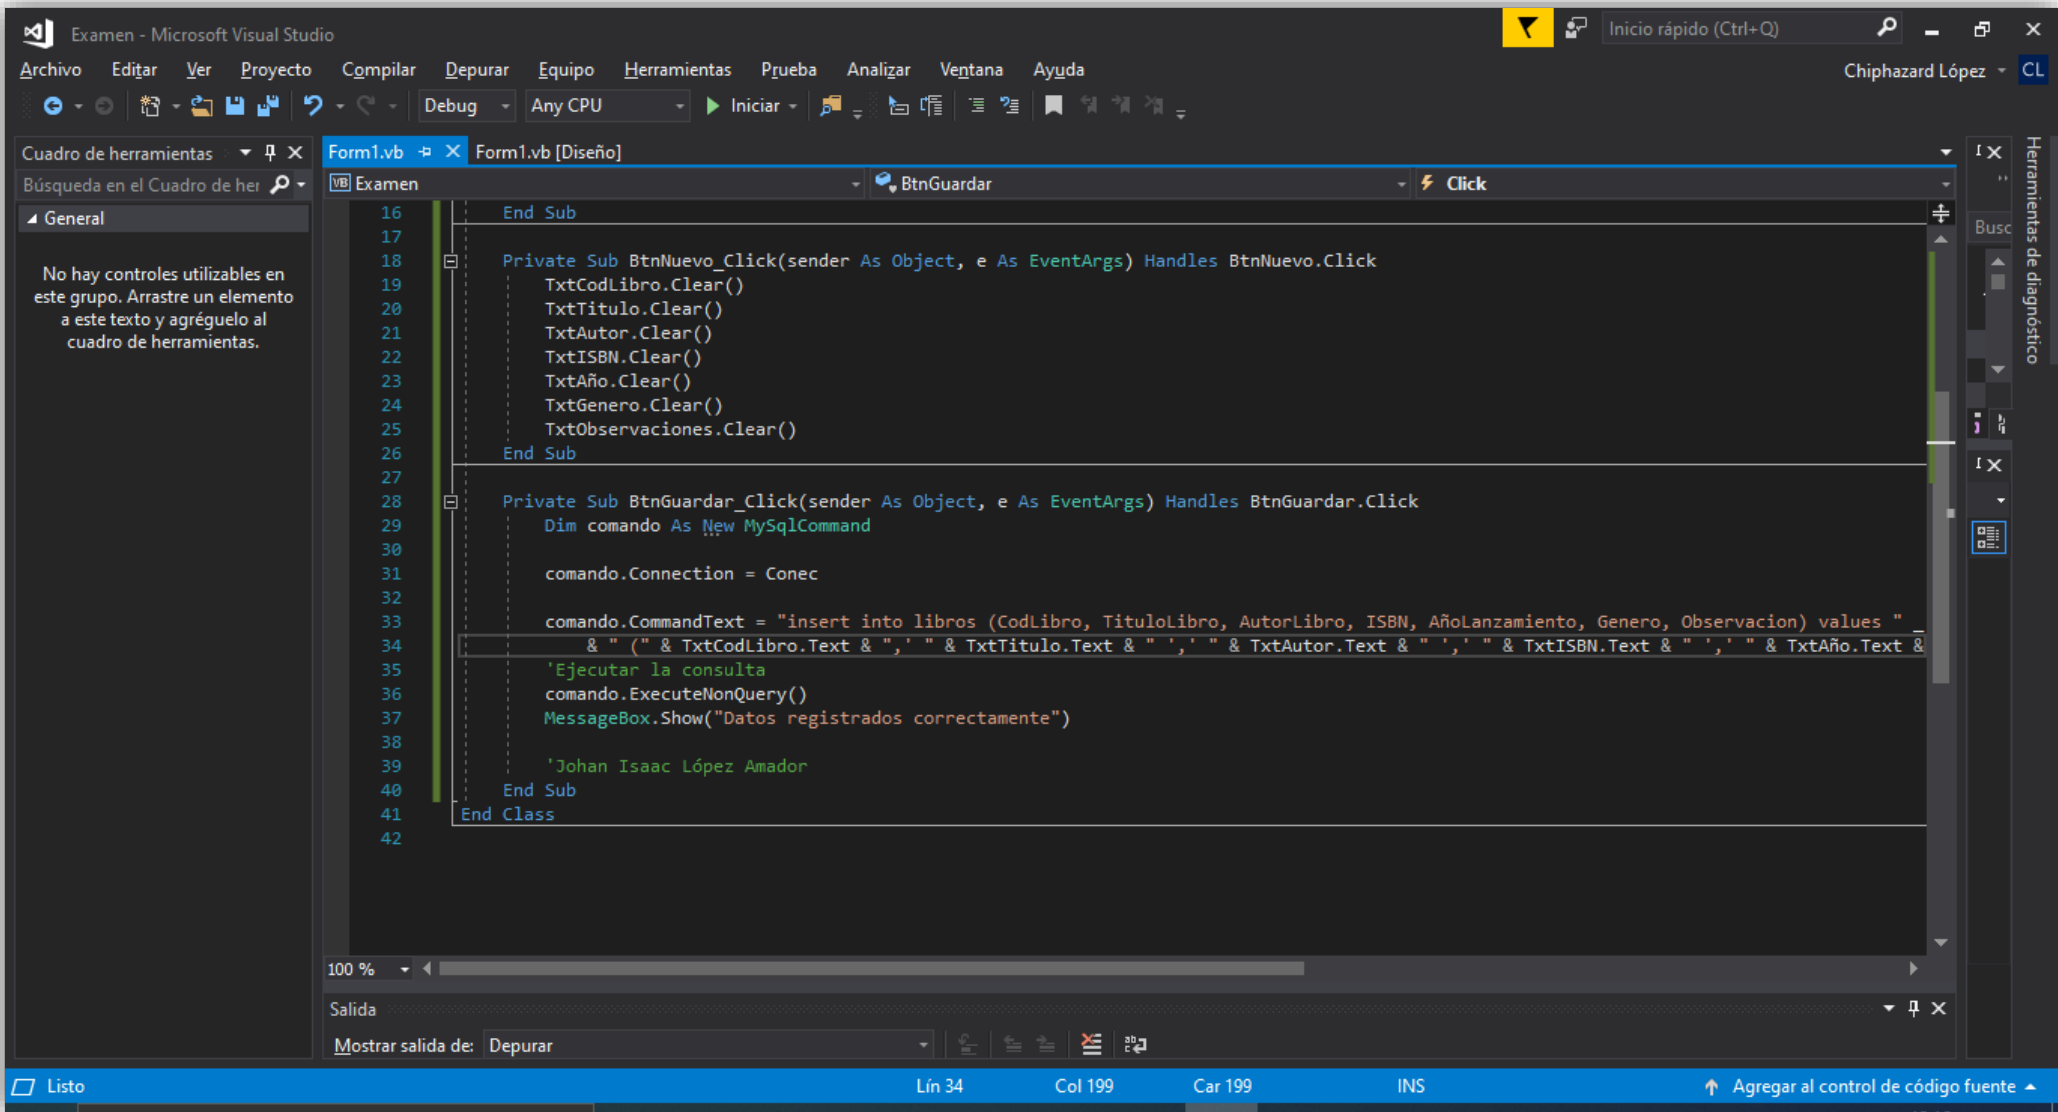 Examen - Microsoft Visual Studio
Inicio rápido (Ctrl+Q)
Archivo Editar Ver Proyecto Compilar Depurar Equipo Herramientas Prueba Analizar Ventana Ayuda
Chiphazard López CL
Debug Any CPU Iniciar
Cuadro de herramientas
Form1.vb Form1.vb [Diseño]
Búsqueda en el Cuadro de her
VB Examen BtnGuardar Click
General
No hay controles utilizables en
este grupo. Arrastre un elemento
a este texto y agréguelo al
cuadro de herramientas.
16 End Sub
17
18 Private Sub BtnNuevo_Click(sender As Object, e As EventArgs) Handles BtnNuevo.Click
19 TxtCodLibro.Clear()
20 TxtTitulo.Clear()
21 TxtAutor.Clear()
22 TxtISBN.Clear()
23 TxtAño.Clear()
24 TxtGenero.Clear()
25 TxtObservaciones.Clear()
26 End Sub
27
28 Private Sub BtnGuardar_Click(sender As Object, e As EventArgs) Handles BtnGuardar.Click
29 Dim comando As New MySqlCommand
30
31 comando.Connection = Conec
32
33 comando.CommandText = "insert into libros (CodLibro, TituloLibro, AutorLibro, ISBN, AñoLanzamiento, Genero, Observacion) values " _
34 & " (" & TxtCodLibro.Text & ",' " & TxtTitulo.Text & " ',' " & TxtAutor.Text & " ',' " & TxtISBN.Text & " ',' " & TxtAño.Text &
35 'Ejecutar la consulta
36 comando.ExecuteNonQuery()
37 MessageBox.Show("Datos registrados correctamente")
38
39 'Johan Isaac López Amador
40 End Sub
41 End Class
42
100 %
Salida
Mostrar salida de: Depurar
Busc
Herramientas de diagnóstico
Listo Lín 34 Col 199 Car 199 INS Agregar al control de código fuente